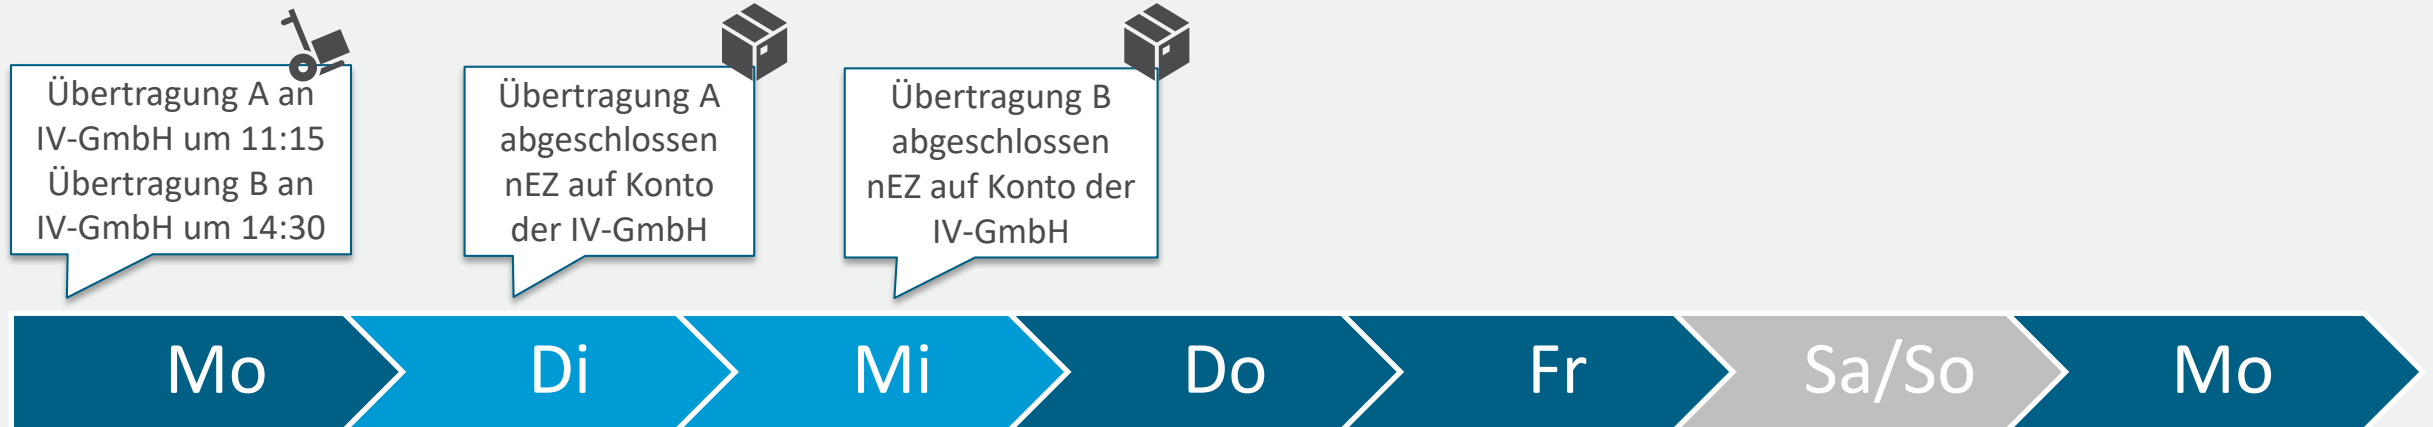 Übertragung A an
IV-GmbH um 11:15
Übertragung B an
IV-GmbH um 14:30
Übertragung A
abgeschlossen
nEZ auf Konto
der IV-GmbH
Übertragung B
abgeschlossen
nEZ auf Konto der
IV-GmbH
Mo
Di
Mi
Do
Fr
Sa/So
Mo